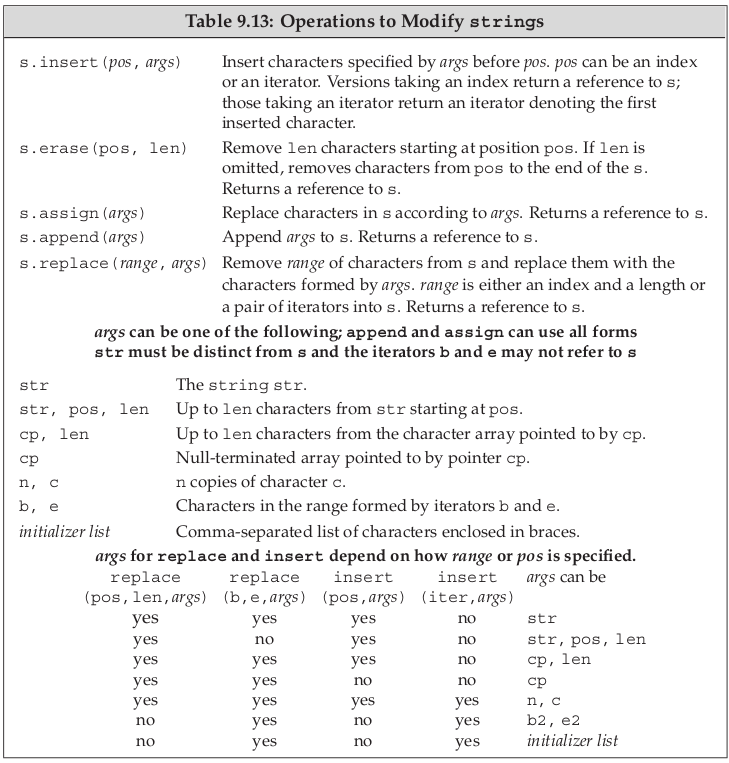 Table 9.13: Operations to Modify strings
s.insert(pos, args) Insert characters specified by args before pos. pos can be an index
or an iterator. Versions taking an index return a reference to s;
those taking an iterator return an iterator denoting the first
inserted character.
s.erase(pos, len) Remove len characters starting at position pos. If len is
omitted, removes characters from pos to the end of the s.
Returns a reference to s.
s.assign(args) Replace characters in s according to args. Returns a reference to s.
s.append(args) Append args to s. Returns a reference to s.
s.replace(range, args) Remove range of characters from s and replace them with the
characters formed by args. range is either an index and a length or
a pair of iterators into s. Returns a reference to s.
args can be one of the following; append and assign can use all forms
str must be distinct from s and the iterators b and e may not refer to s
str The string str.
str, pos, len Up to len characters from str starting at pos.
cp, len Up to len characters from the character array pointed to by cp.
cp Null-terminated array pointed to by pointer cp.
n, c n copies of character c.
b, e Characters in the range formed by iterators b and e.
initializer list Comma-separated list of characters enclosed in braces.
args for replace and insert depend on how range or pos is specified.
replace replace insert insert args can be
(pos,len,args) (b,e,args) (pos,args) (iter,args)
yes yes yes no str
yes no yes no str, pos, len
yes yes yes no cp, len
yes yes no no cp
yes yes yes yes n, c
no yes no yes b2, e2
no yes no yes initializer list